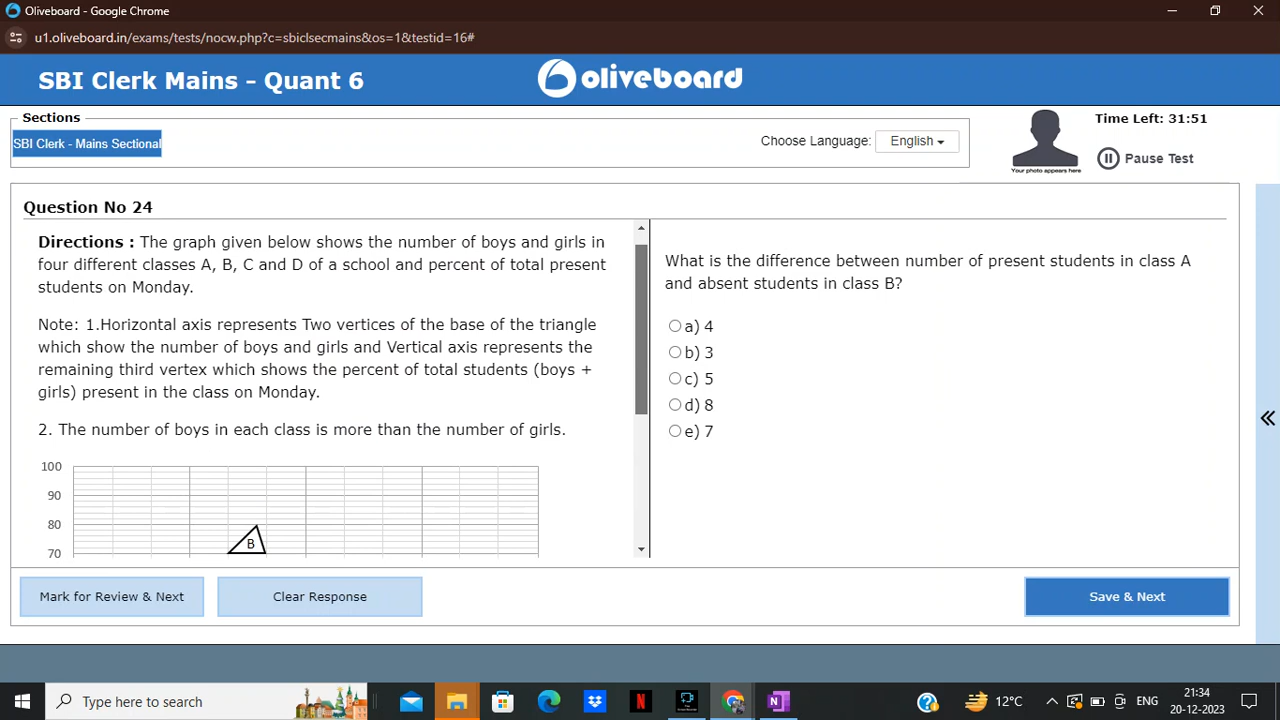 Oliveboard - Google Chrome
u1.oliveboard.in/exams/tests/nocw.php?c=sbiclsecmains&os=1&testid=16#
SBI Clerk Mains - Quant 6
oliveboard
Sections
SBI Clerk - Mains Sectional
Choose Language: English
Your photo appears here
Time Left: 31:51
Pause Test
Question No 24
Directions : The graph given below shows the number of boys and girls in
four different classes A, B, C and D of a school and percent of total present
students on Monday.
Note: 1.Horizontal axis represents Two vertices of the base of the triangle
which show the number of boys and girls and Vertical axis represents the
remaining third vertex which shows the percent of total students (boys +
girls) present in the class on Monday.
2. The number of boys in each class is more than the number of girls.
100
90
80
70
B
What is the difference between number of present students in class A
and absent students in class B?
a) 4
b) 3
c) 5
d) 8
e) 7
Mark for Review & Next
Clear Response
Save & Next
Type here to search
12°C
ENG
21:34
20-12-2023